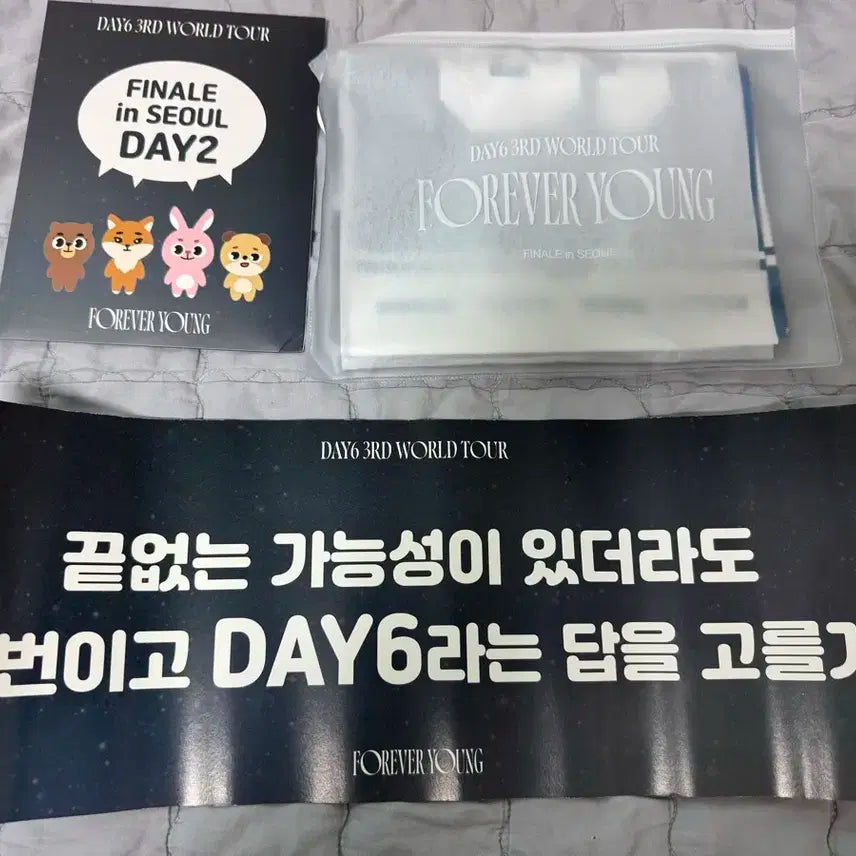 DAY6 3RD WORLD TOUR
FINALE
in SEOUL
DAY2
FOREVER YOUNG
DAY6 3RD WORLD TOUR
FOREVER YOUNG
FINALE in SEOUL
DAY6 3RD WORLD TOUR
끝없는 가능성이 있더라도
번이고 DAY6라는 답을 
FOREVER YOUNG